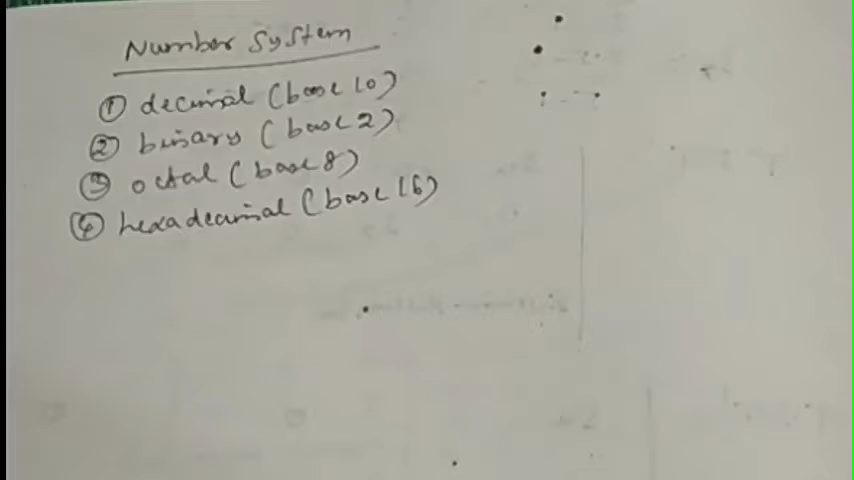 Number System
① decimal (base 10)
② binary (base 2)
③ octal (base 8)
④ hexadecimal (base 16)